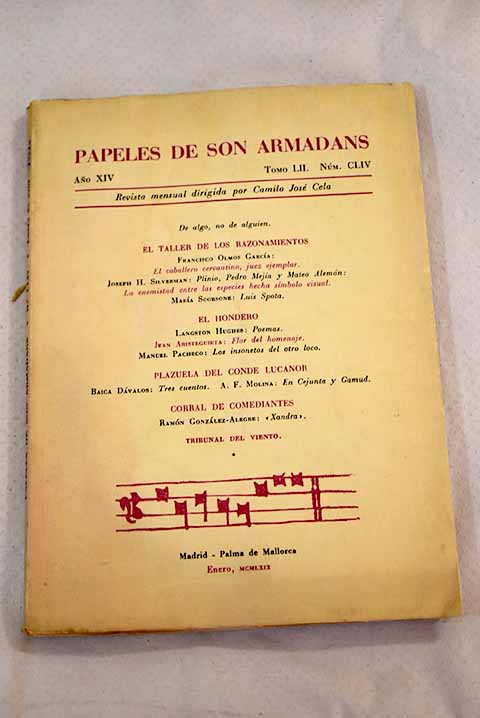 PAPELES DE SON ARMADANS
AÑO XIV TOMO LII. NÚM. CLIV
Revista mensual dirigida por Camilo José Cela
De algo, no de alguien.
EL TALLER DE LOS RAZONAMIENTOS
FRANCISCO OLMOS GARCÍA:
El caballero cervantino, juez ejemplar.
JOSEPH H. SILVERMAN: Plinio, Pedro Mejía y Mateo Alemán:
La enemistad entre las especies hecha símbolo visual.
MARÍA SCORSONE: Luis Spota.
EL HONDERO
LANGSTON HUGHES: Poemas.
JEAN ARISTEGUIETA: Flor del homenaje.
MANUEL PACHECO: Los insonetos del otro loco.
PLAZUELA DEL CONDE LUCANOR
BAICA DÁVALOS: Tres cuentos. A. F. MOLINA: En Cejunta y Gamud.
CORRAL DE COMEDIANTES
RAMÓN GONZÁLEZ-ALEGRE: «Xandra».
TRIBUNAL DEL VIENTO.
Madrid - Palma de Mallorca
Enero, MCMLXIX